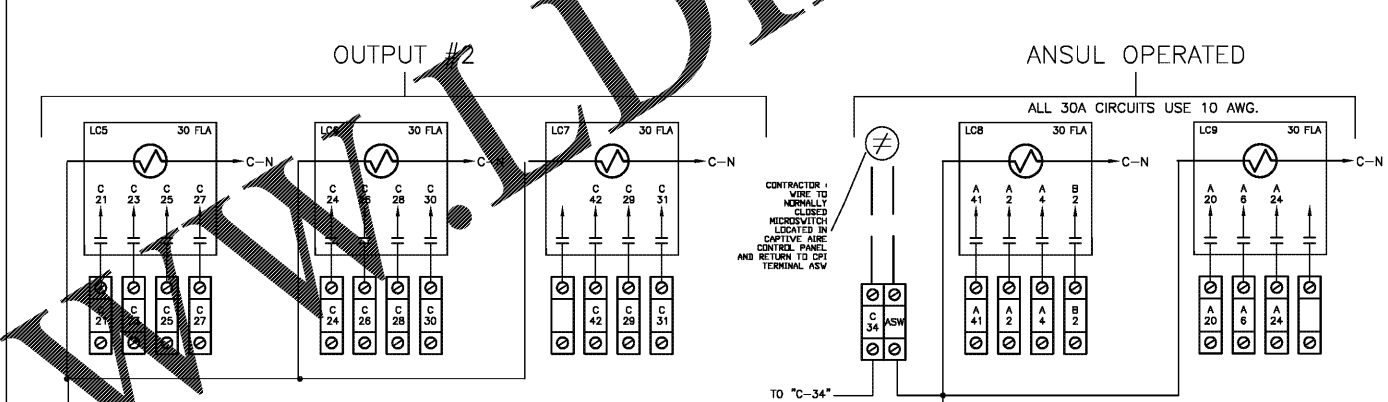 OUTPUT #2
ANSUL OPERATED
ALL 30A CIRCUITS USE 10 AWG.
LC5 30 FLA
C-N
C 21
C 23
C 25
C 27
C 21
C 25
C 27
30 FLA
C-N
C 24
C 28
C 30
C 24
C 26
C 28
C 30
LC7 30 FLA
C-N
C 42
C 29
C 31
C 42
C 29
C 31
CONTRACTOR :
WIRE TO
NORMALLY
CLOSED
MICROSWITCH
LOCATED IN
CAPTIVE AIRE
CONTROL PANEL
AND RETURN TO CPI
TERMINAL ASW
C 34
ASW
TO "C-34"
LC8 30 FLA
C-N
A 41
A 2
A 4
B 2
A 41
A 2
A 4
B 2
LC9 30 FLA
C-N
A 20
A 6
A 24
A 20
A 6
A 24